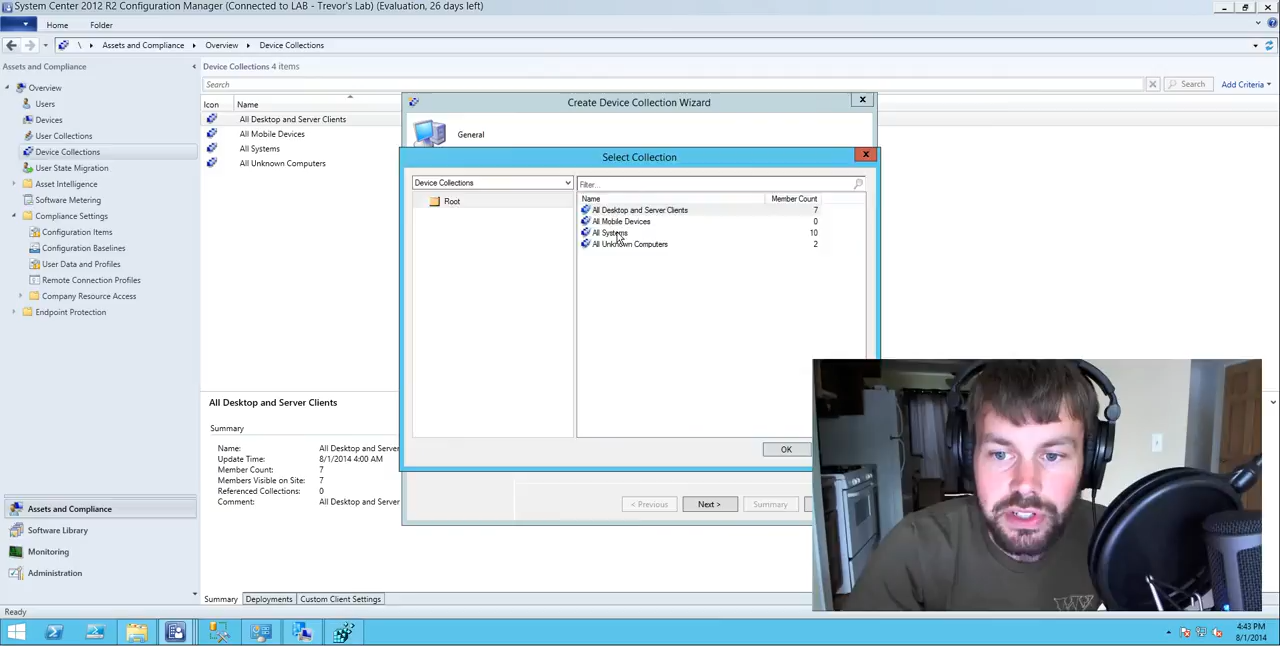 System Center 2012 R2 Configuration Manager (Connected to LAB - Trevor's Lab) (Evaluation, 26 days left)
Home Folder
\ Assets and Compliance Overview Device Collections
Assets and Compliance
Overview
Users
Devices
User Collections
Device Collections
User State Migration
Asset Intelligence
Software Metering
Compliance Settings
Configuration Items
Configuration Baselines
User Data and Profiles
Remote Connection Profiles
Company Resource Access
Endpoint Protection
Assets and Compliance
Software Library
Monitoring
Administration
Device Collections 4 items
Search
Search
Add Criteria
Icon Name
All Desktop and Server Clients
All Mobile Devices
All Systems
All Unknown Computers
Create Device Collection Wizard
General
Select Collection
Device Collections
Filter...
Root
Name Member Count
All Desktop and Server Clients 7
All Mobile Devices 0
All Systems 10
All Unknown Computers 2
OK
< Previous Next > Summary
All Desktop and Server Clients
Summary
Name: All Desktop and Server
Update Time: 8/1/2014 4:00 AM
Member Count: 7
Members Visible on Site: 7
Referenced Collections: 0
Comment: All Desktop and Server
Summary Deployments Custom Client Settings
Ready
4:43 PM
8/1/2014